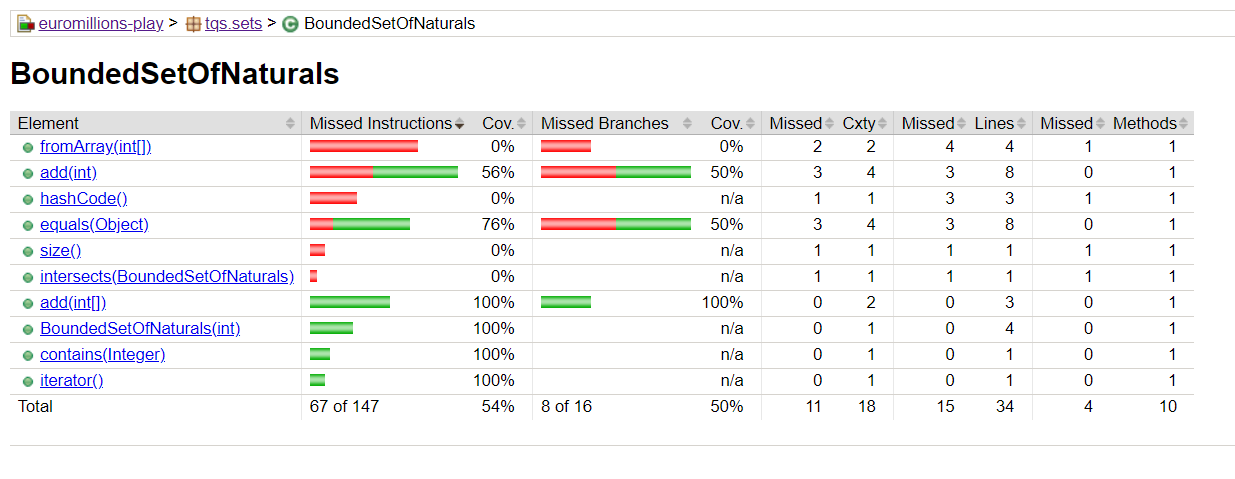 euromillions-play > tqs.sets > BoundedSetOfNaturals
BoundedSetOfNaturals
Element Missed Instructions Cov. Missed Branches Cov. Missed Cxty Missed Lines Missed Methods
fromArray(int[]) 0% 0% 2 2 4 4 1 1
add(int) 56% 50% 3 4 3 8 0 1
hashCode() 0% n/a 1 1 3 3 1 1
equals(Object) 76% 50% 3 4 3 8 0 1
size() 0% n/a 1 1 1 1 1 1
intersects(BoundedSetOfNaturals) 0% n/a 1 1 1 1 1 1
add(int[]) 100% 100% 0 2 0 3 0 1
BoundedSetOfNaturals(int) 100% n/a 0 1 0 4 0 1
contains(Integer) 100% n/a 0 1 0 1 0 1
iterator() 100% n/a 0 1 0 1 0 1
Total 67 of 147 54% 8 of 16 50% 11 18 15 34 4 10